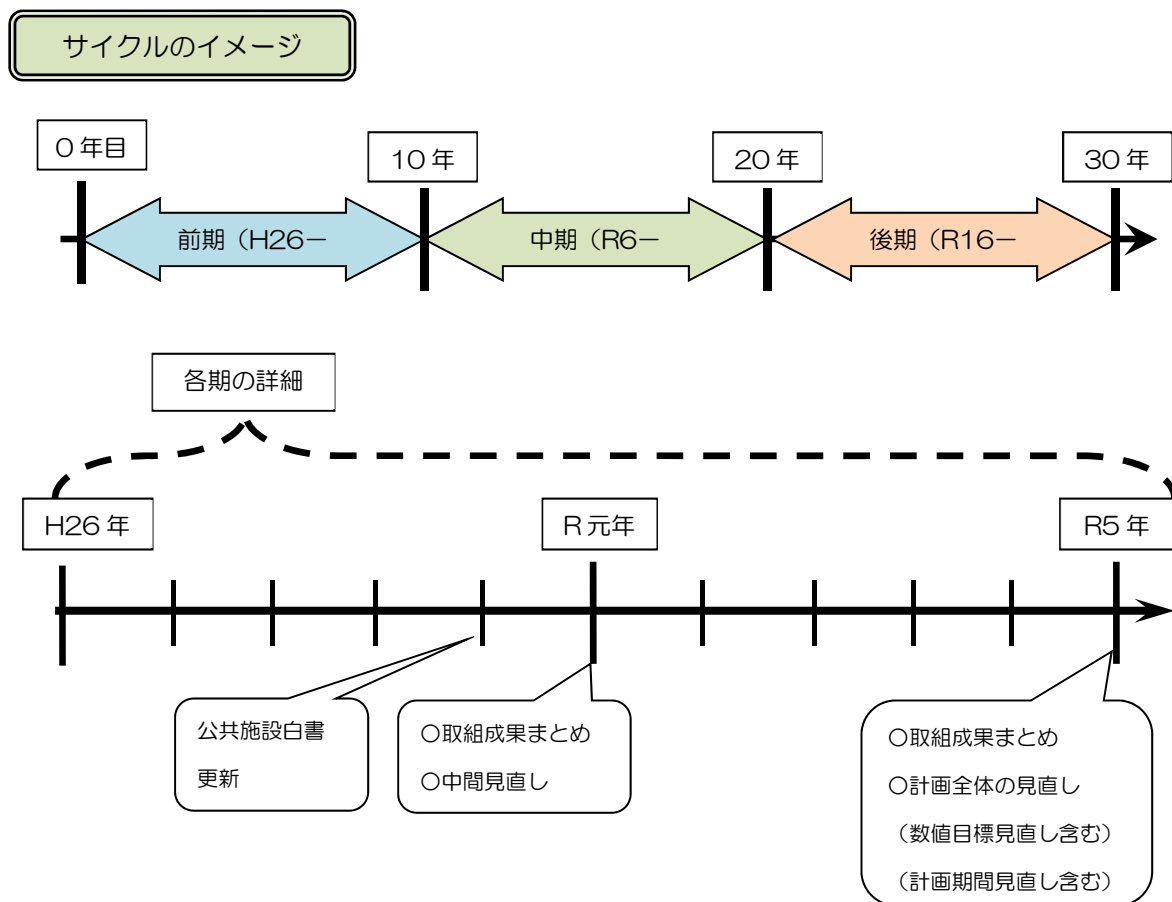 サイクルのイメージ
0年目
10年
20年
30年
前期（H26－
中期（R6－
後期（R16－
各期の詳細
H26年
R元年
R5年
公共施設白書
更新
○取組成果まとめ
○中間見直し
○取組成果まとめ
○計画全体の見直し
（数値目標見直し含む）
（計画期間見直し含む）